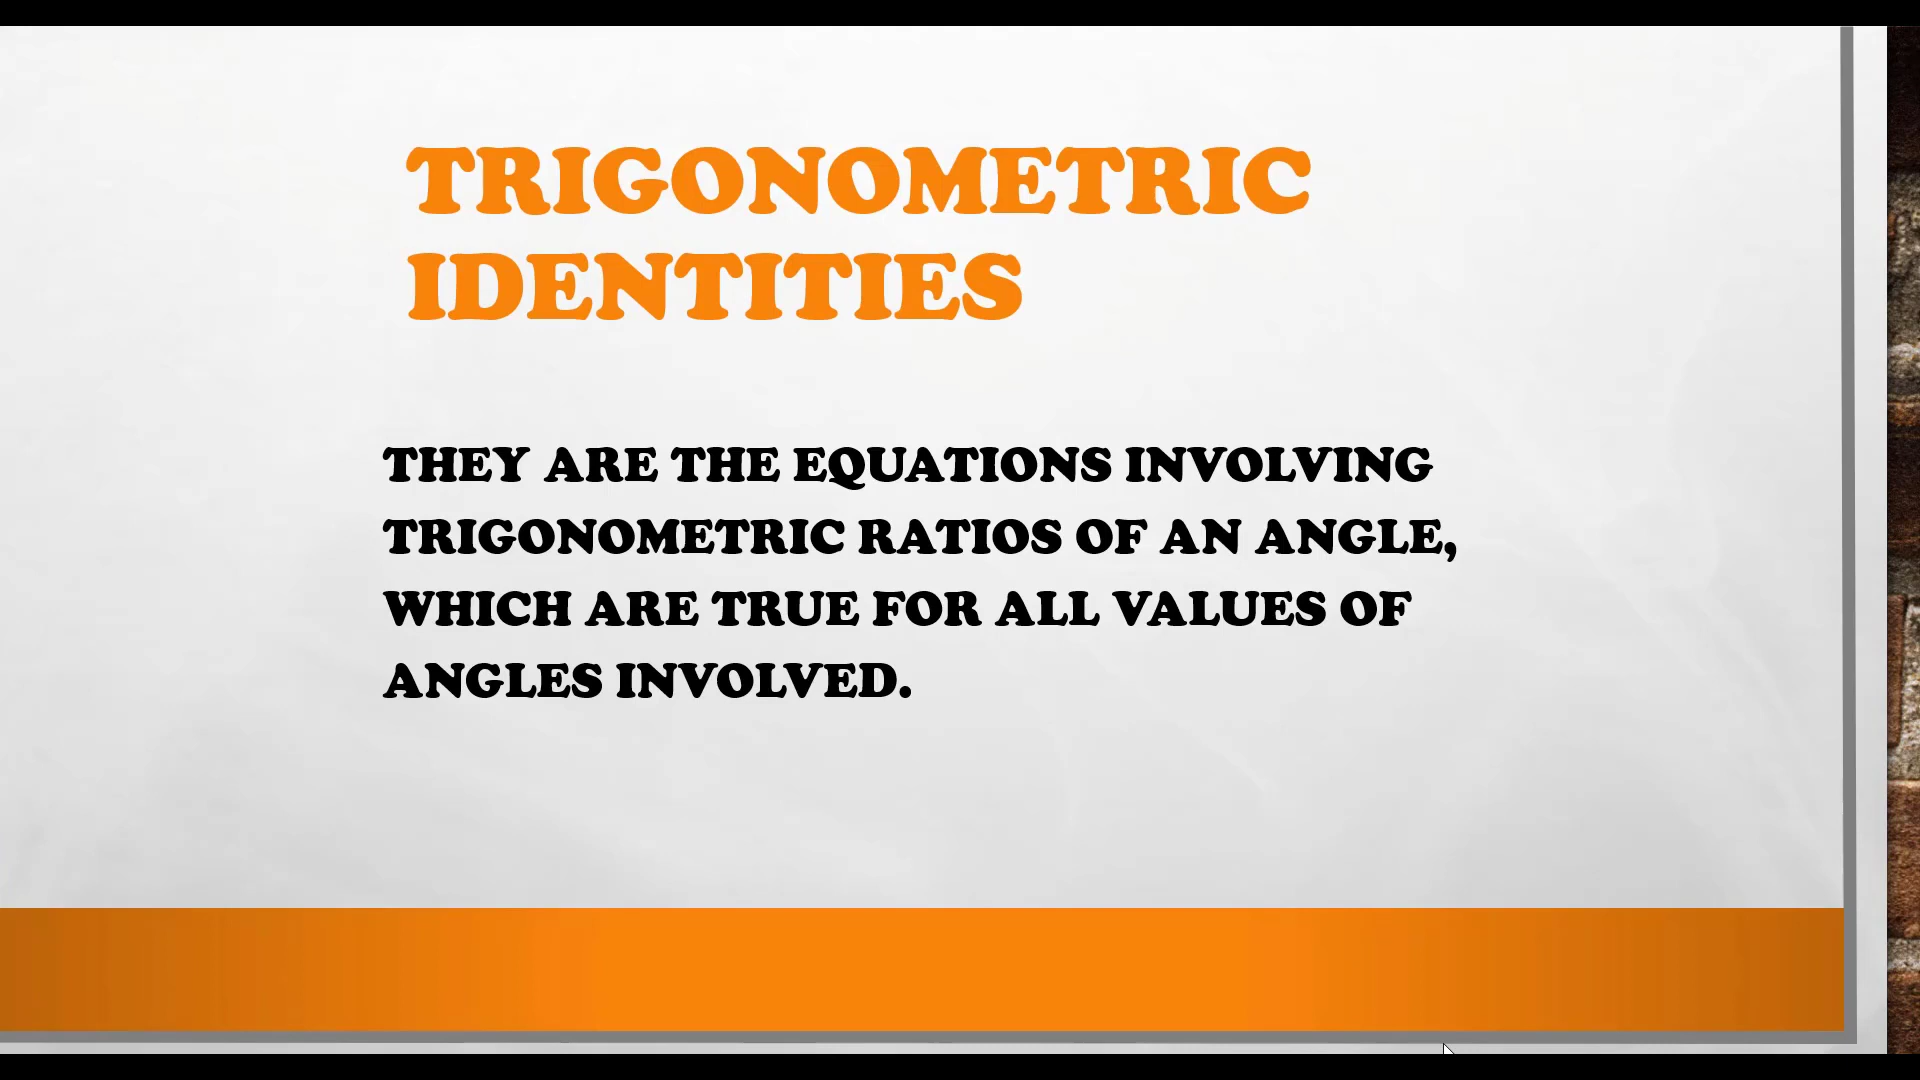 TRIGONOMETRIC
IDENTITIES
THEY ARE THE EQUATIONS INVOLVING
TRIGONOMETRIC RATIOS OF AN ANGLE,
WHICH ARE TRUE FOR ALL VALUES OF
ANGLES INVOLVED.